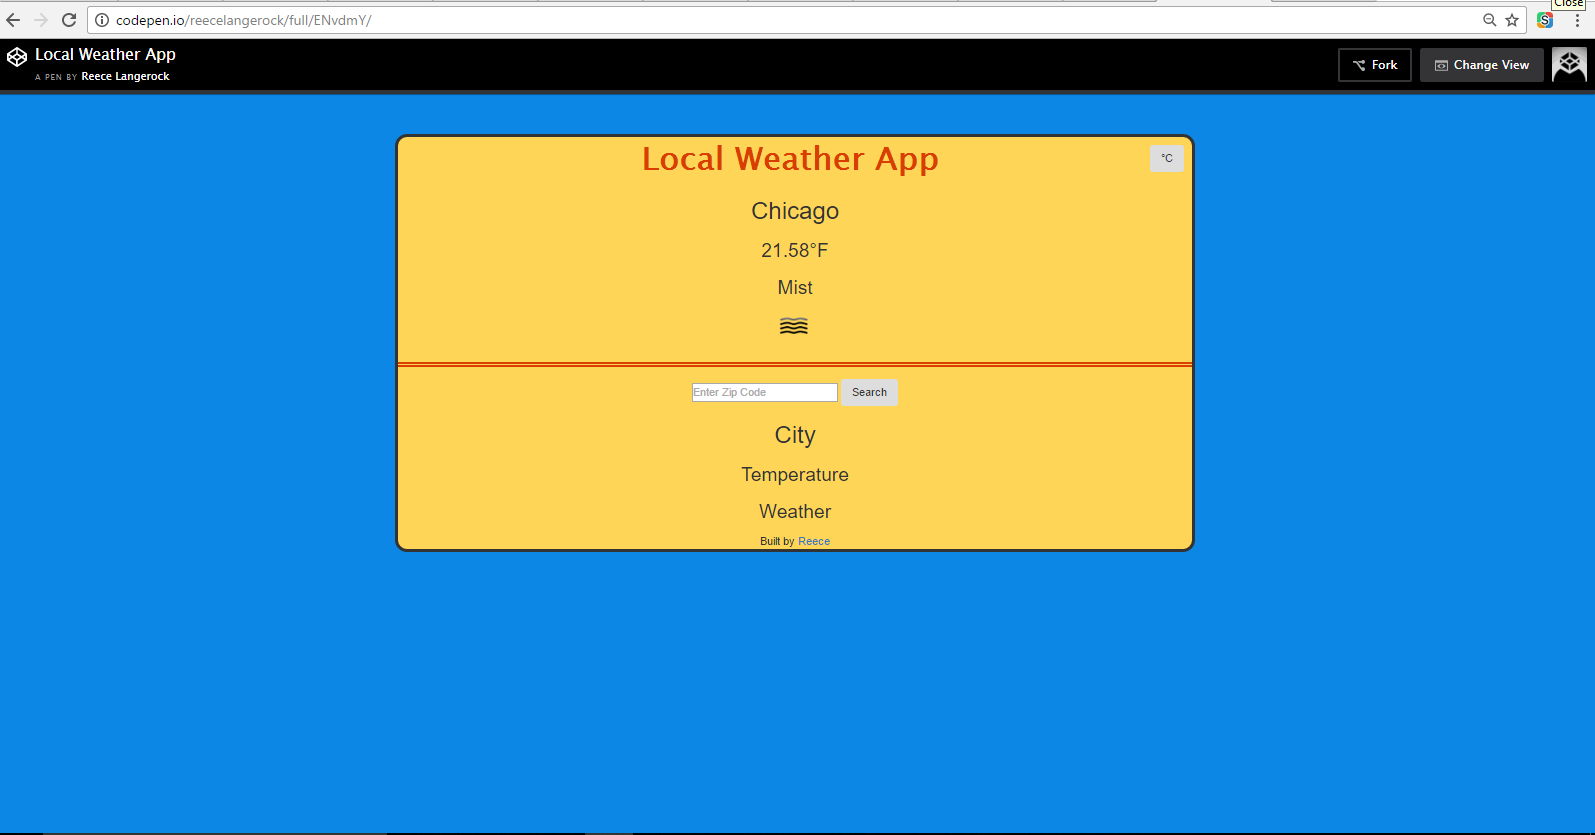 Close
codepen.io/reecelangerock/full/ENvdmY/
S
Local Weather App
A PEN BY Reece Langerock
Fork
Change View
Local Weather App
°C
Chicago
21.58°F
Mist
Enter Zip Code
Search
City
Temperature
Weather
Built by Reece